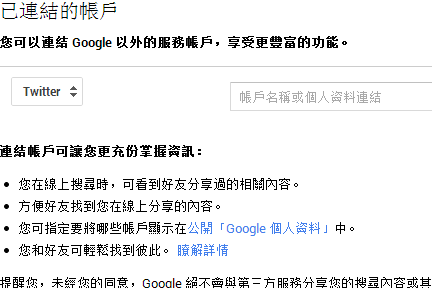 已連結的帳戶
您可以連結 Google 以外的服務帳戶，享受更豐富的功能。
Twitter 帳戶名稱或個人資料連結
連結帳戶可讓您更充份掌握資訊：
您在線上搜尋時，可看到好友分享過的相關內容。
方便好友找到您在線上分享的內容。
您可指定要將哪些帳戶顯示在公開「Google 個人資料」中。
您和好友可輕鬆找到彼此。 瞭解詳情
提醒您，未經您的同意，Google 絕不會與第三方服務分享您的搜尋內容或其